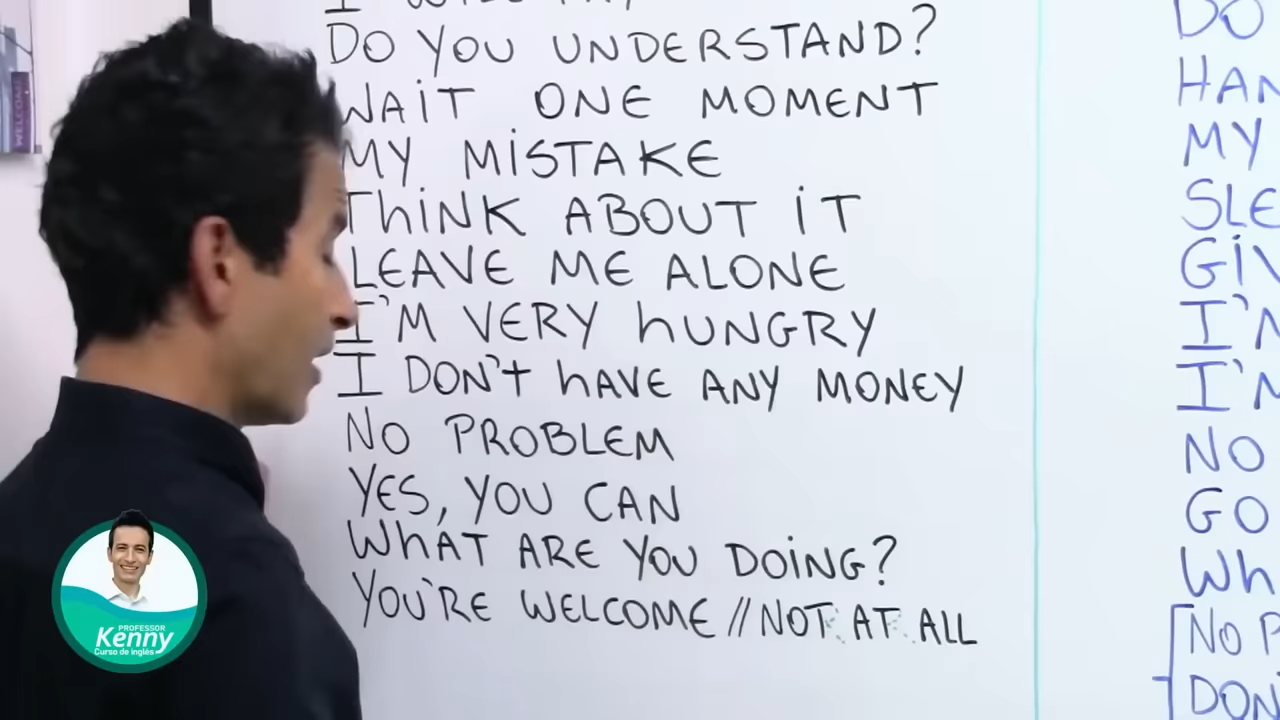 DO YOU UNDERSTAND?
WAIT ONE MOMENT
MY MISTAKE
THINK ABOUT IT
LEAVE ME ALONE
I'M VERY HUNGRY
I DON'T HAVE ANY MONEY
NO PROBLEM
YES, YOU CAN
WHAT ARE YOU DOING?
YOU'RE WELCOME // NOT AT ALL
DO
MY
I'M
I'M
NO
GO
NO
WELCOME
PROFESSOR
Kenny
Curso de inglês